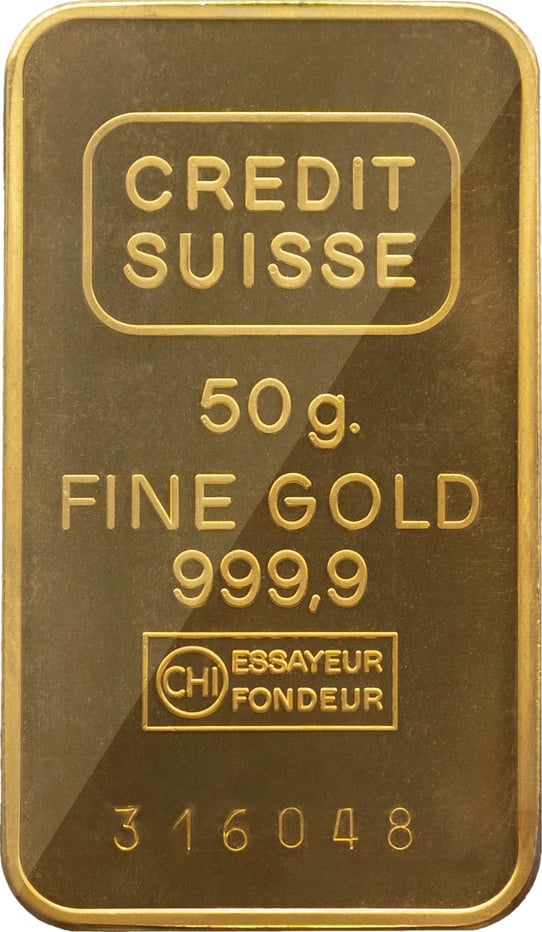 CREDIT
SUISSE
50 g.
FINE GOLD
999,9
CHI ESSAYEUR
FONDEUR
316048